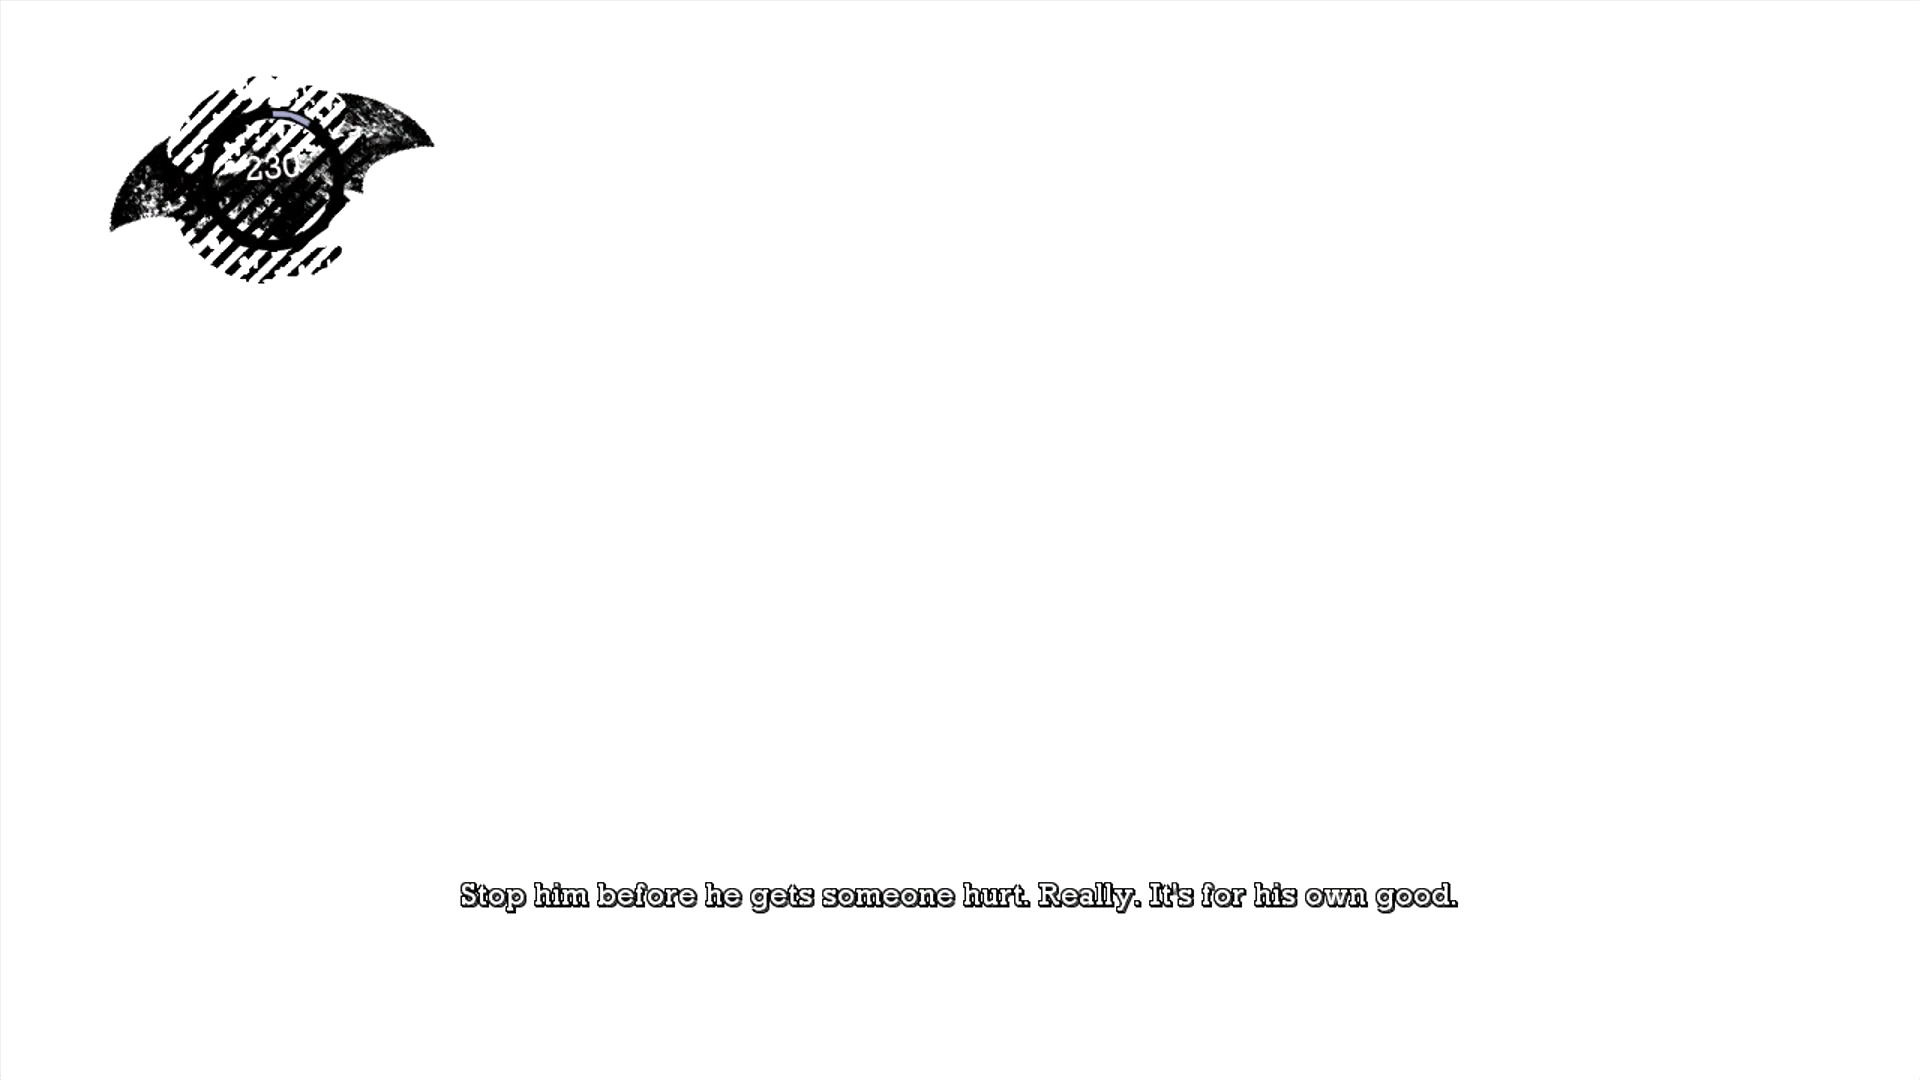 230
Stop him before he gets someone hurt. Really. It's for his own good.